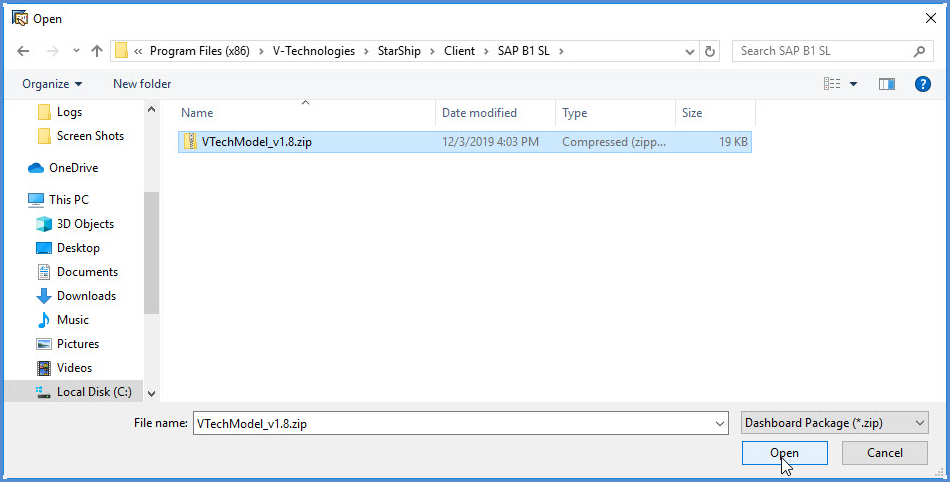 Open
« Program Files (x86) › V-Technologies › StarShip › Client › SAP B1 SL ›
Search SAP B1 SL
Organize
New folder
?
Logs
Screen Shots
OneDrive
This PC
3D Objects
Desktop
Documents
Downloads
Music
Pictures
Videos
Local Disk (C:)
Name
Date modified
Type
Size
VTechModel_v1.8.zip
12/3/2019 4:03 PM
Compressed (zipp...
19 KB
File name:
VTechModel_v1.8.zip
Dashboard Package (*.zip)
Open
Cancel